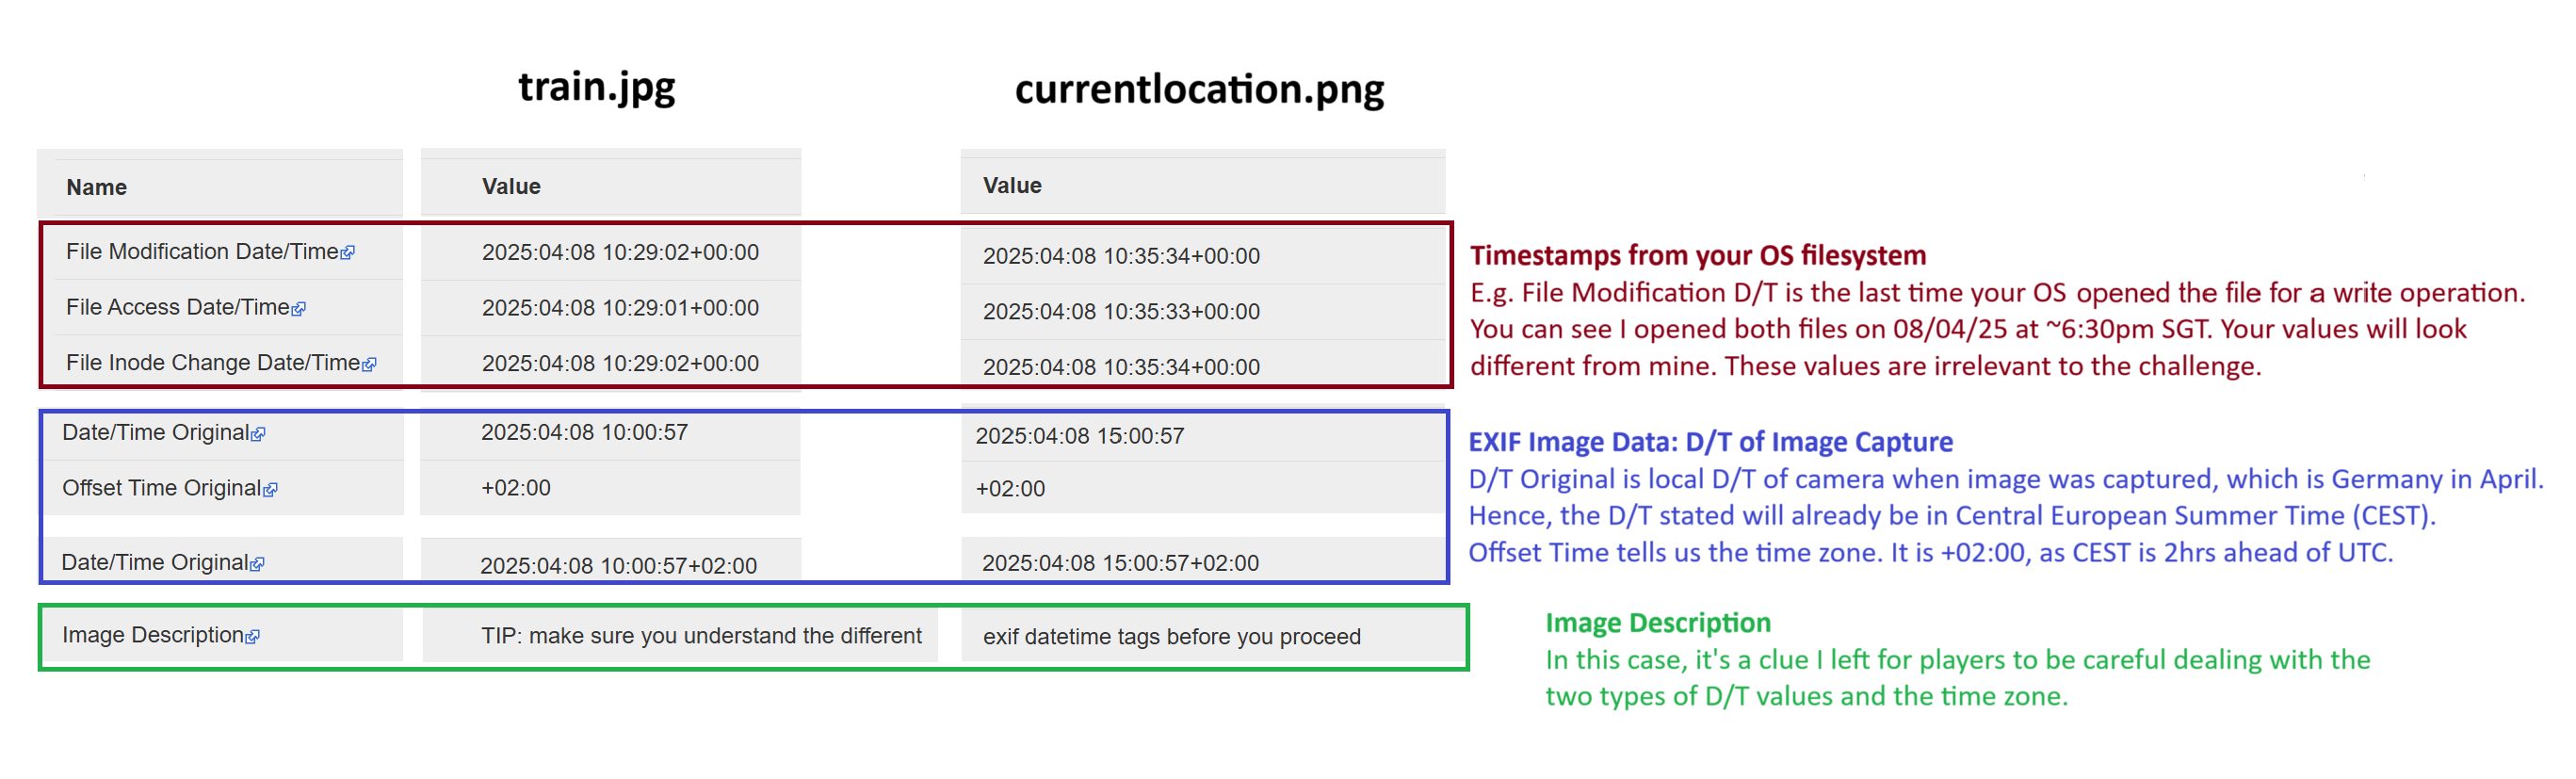 train.jpg currentlocation.png
Name Value Value
File Modification Date/Time 2025:04:08 10:29:02+00:00 2025:04:08 10:35:34+00:00
File Access Date/Time 2025:04:08 10:29:01+00:00 2025:04:08 10:35:33+00:00
File Inode Change Date/Time 2025:04:08 10:29:02+00:00 2025:04:08 10:35:34+00:00
Timestamps from your OS filesystem
E.g. File Modification D/T is the last time your OS opened the file for a write operation.
You can see I opened both files on 08/04/25 at ~6:30pm SGT. Your values will look
different from mine. These values are irrelevant to the challenge.
Date/Time Original 2025:04:08 10:00:57 2025:04:08 15:00:57
Offset Time Original +02:00 +02:00
Date/Time Original 2025:04:08 10:00:57+02:00 2025:04:08 15:00:57+02:00
EXIF Image Data: D/T of Image Capture
D/T Original is local D/T of camera when image was captured, which is Germany in April.
Hence, the D/T stated will already be in Central European Summer Time (CEST).
Offset Time tells us the time zone. It is +02:00, as CEST is 2hrs ahead of UTC.
Image Description TIP: make sure you understand the different exif datetime tags before you proceed
Image Description
In this case, it's a clue I left for players to be careful dealing with the
two types of D/T values and the time zone.